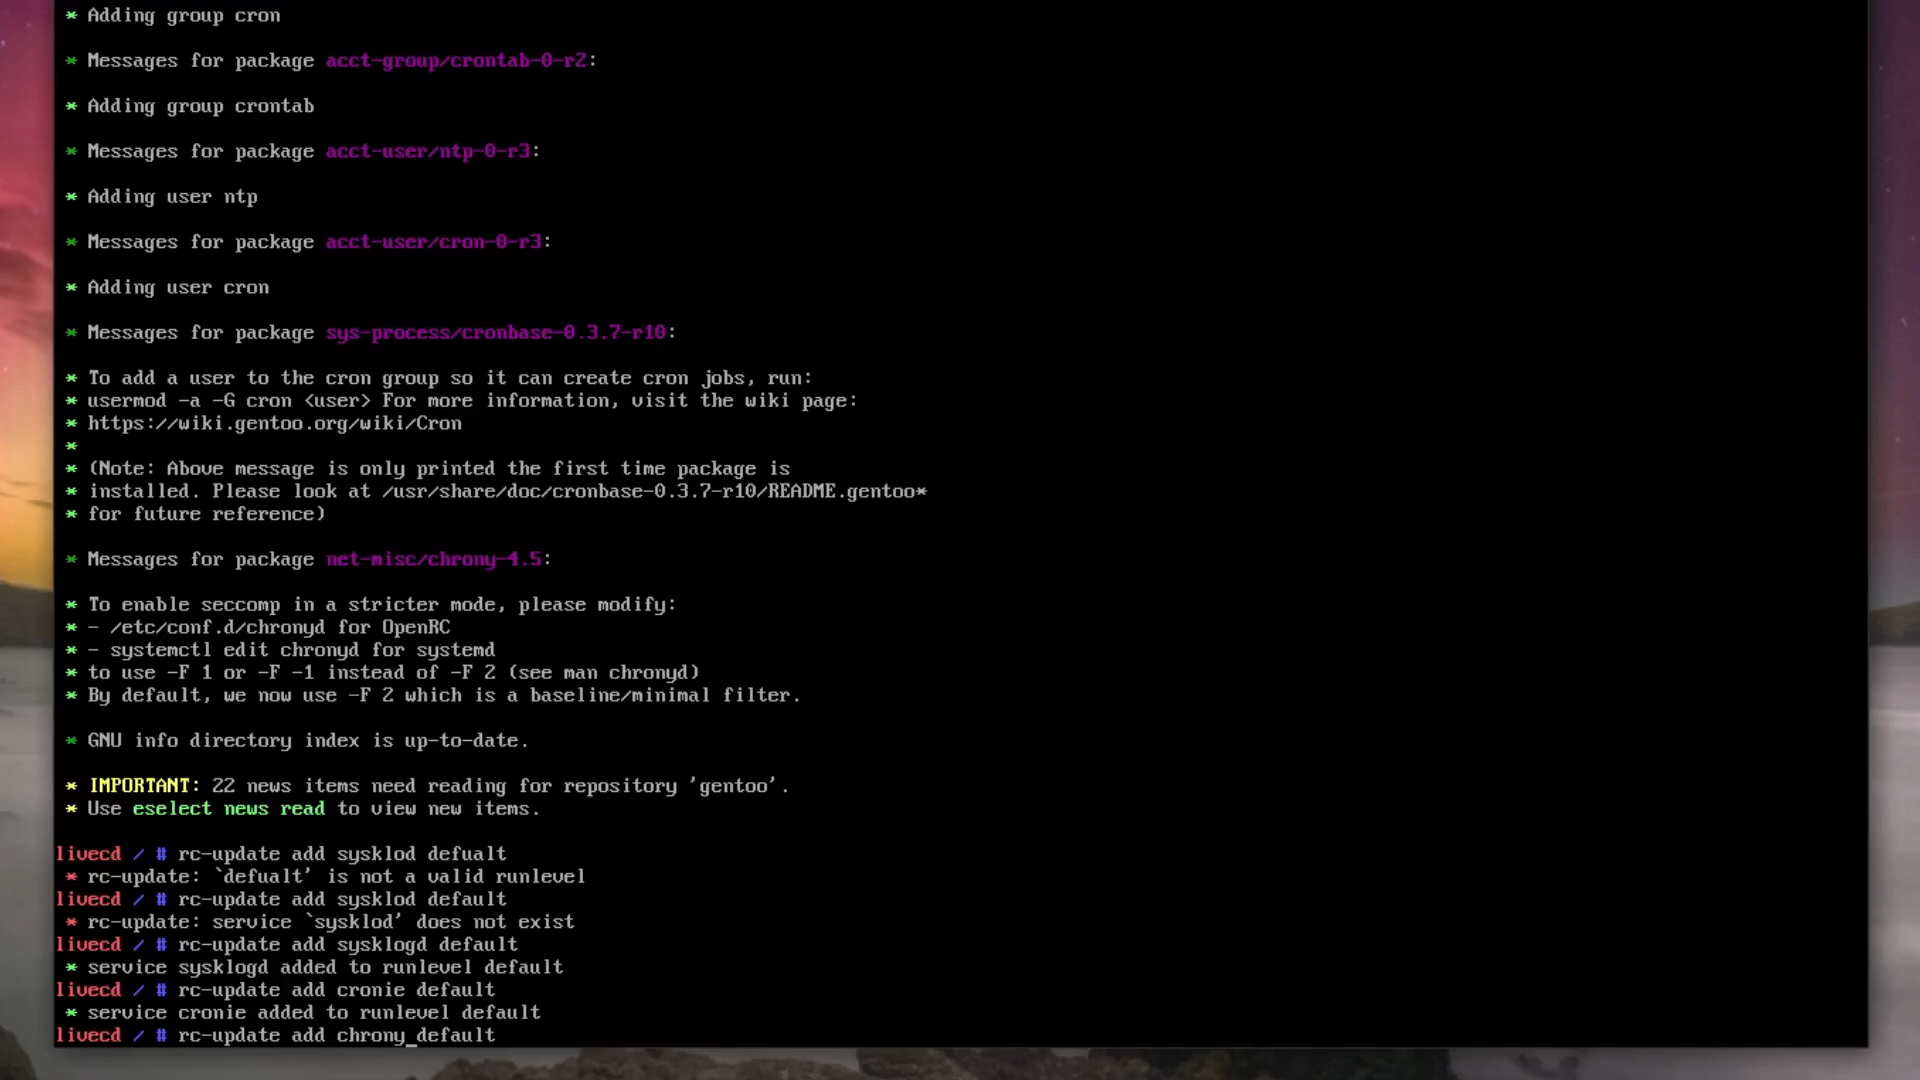 * Adding group cron
* Messages for package acct-group/crontab-0-r2:
* Adding group crontab
* Messages for package acct-user/ntp-0-r3:
* Adding user ntp
* Messages for package acct-user/cron-0-r3:
* Adding user cron
* Messages for package sys-process/cronbase-0.3.7-r10:
* To add a user to the cron group so it can create cron jobs, run:
* usermod -a -G cron <user> For more information, visit the wiki page:
* https://wiki.gentoo.org/wiki/Cron
*
* (Note: Above message is only printed the first time package is
* installed. Please look at /usr/share/doc/cronbase-0.3.7-r10/README.gentoo*
* for future reference)
* Messages for package net-misc/chrony-4.5:
* To enable seccomp in a stricter mode, please modify:
* - /etc/conf.d/chronyd for OpenRC
* - systemctl edit chronyd for systemd
* to use -F 1 or -F -1 instead of -F 2 (see man chronyd)
* By default, we now use -F 2 which is a baseline/minimal filter.
* GNU info directory index is up-to-date.
* IMPORTANT: 22 news items need reading for repository 'gentoo'.
* Use eselect news read to view new items.
livecd / # rc-update add sysklod defualt
* rc-update: `defualt' is not a valid runlevel
livecd / # rc-update add sysklod default
* rc-update: service `sysklod' does not exist
livecd / # rc-update add sysklogd default
* service sysklogd added to runlevel default
livecd / # rc-update add cronie default
* service cronie added to runlevel default
livecd / # rc-update add chrony_default